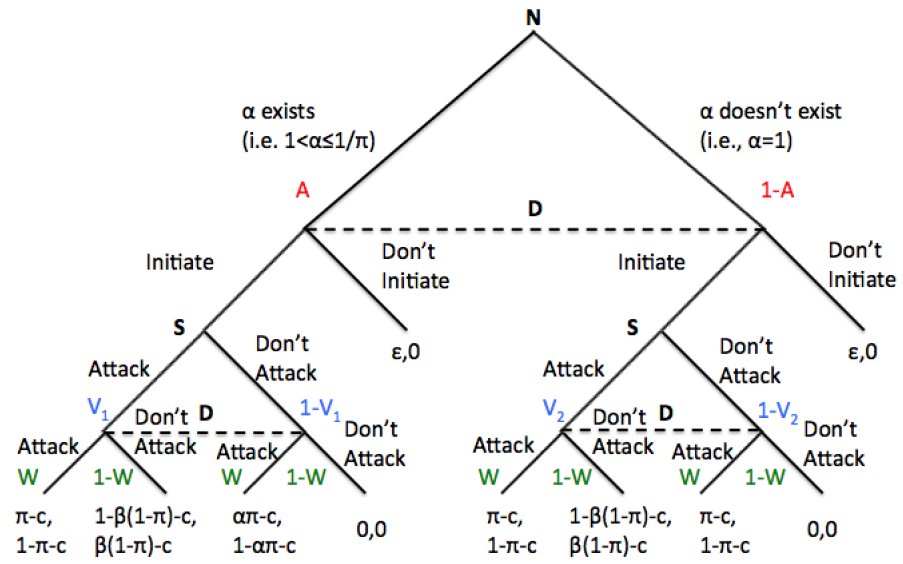 N
α exists
(i.e. 1<α≤1/π)
α doesn't exist
(i.e., α=1)
A
1-A
D
Initiate
Don't
Initiate
Initiate
Don't
Initiate
S
S
ε,0
ε,0
Attack
Don't
Attack
Attack
Don't
Attack
V₁
1-V₁
V₂
1-V₂
Attack
Don't
Attack
D
Attack
Don't
Attack
Attack
Don't
Attack
D
Attack
Don't
Attack
W
1-W
W
1-W
W
1-W
W
1-W
π-c,
1-π-c
1-β(1-π)-c,
β(1-π)-c
απ-c,
1-απ-c
0,0
π-c,
1-π-c
1-β(1-π)-c,
β(1-π)-c
π-c,
1-π-c
0,0